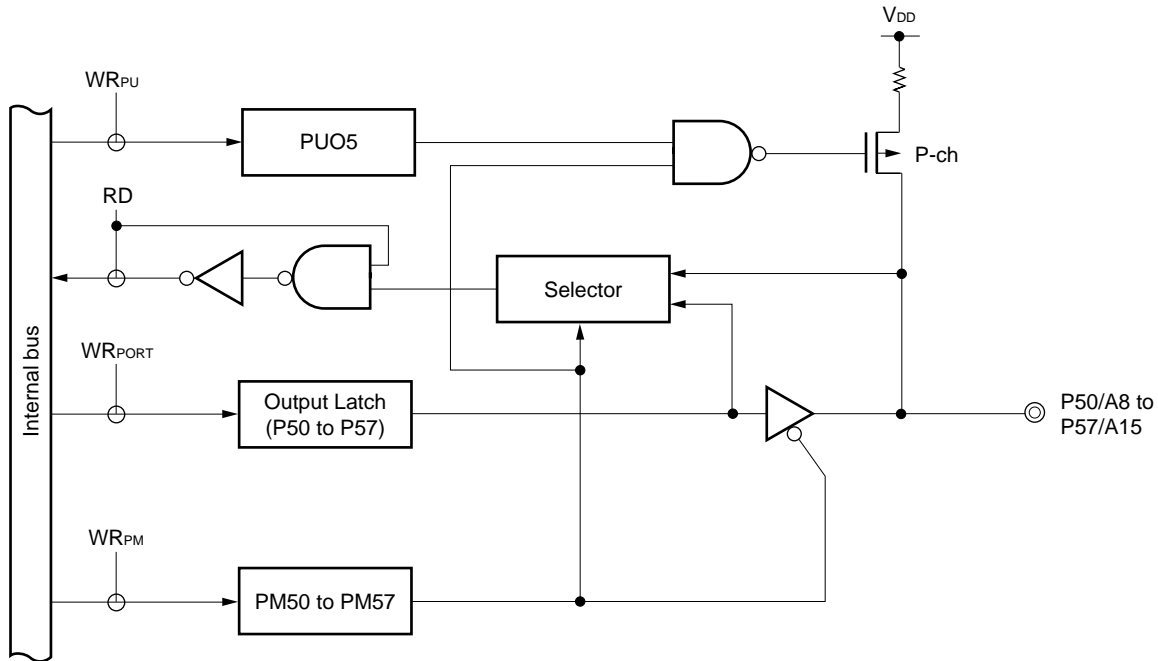 VDD
WRPU
PUO5
P-ch
RD
Selector
Internal bus
WRPORT
Output Latch
(P50 to P57)
P50/A8 to
P57/A15
WRPM
PM50 to PM57